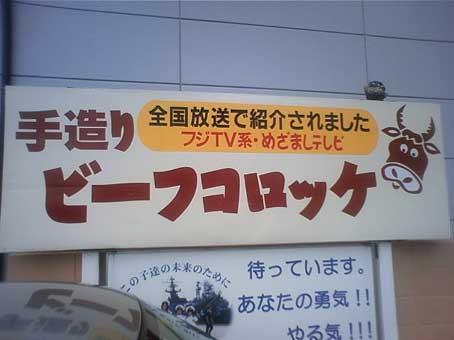 手造り
全国放送で紹介されました
フジTV系・めざましテレビ
ビーフコロッケ
この子達の未来のために
待っています。
あなたの勇気!!
やる気!!!